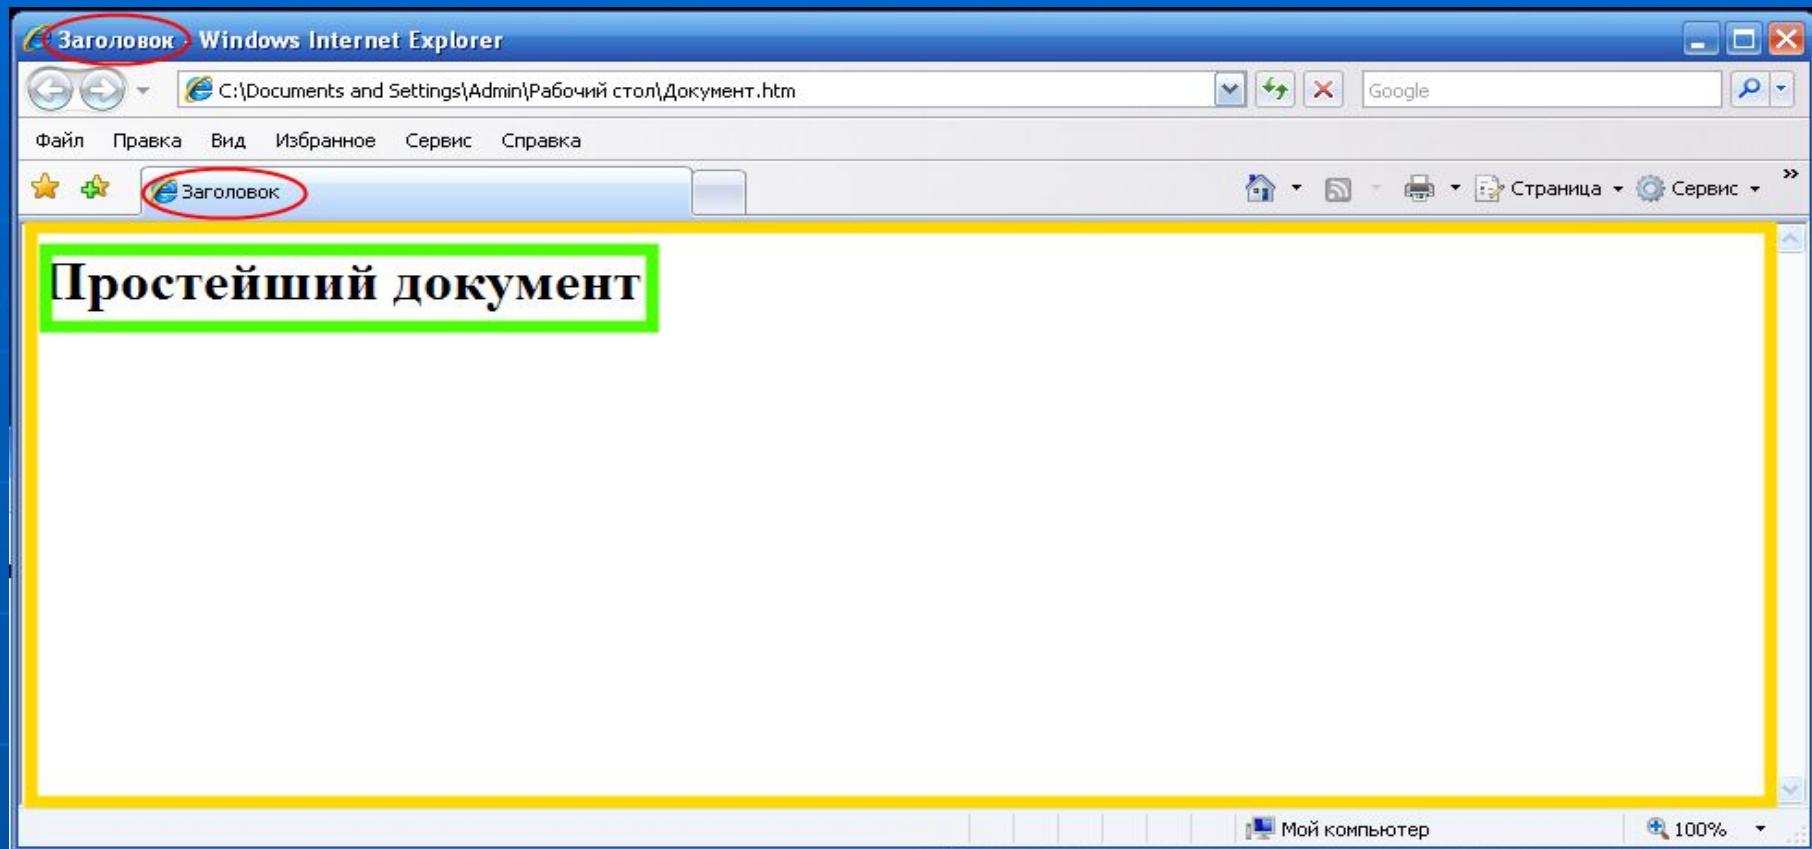 Заголовок - Windows Internet Explorer
C:\Documents and Settings\Admin\Рабочий стол\Документ.htm
Google
Файл Правка Вид Избранное Сервис Справка
Заголовок
Страница
Сервис
Простейший документ
Мой компьютер
100%